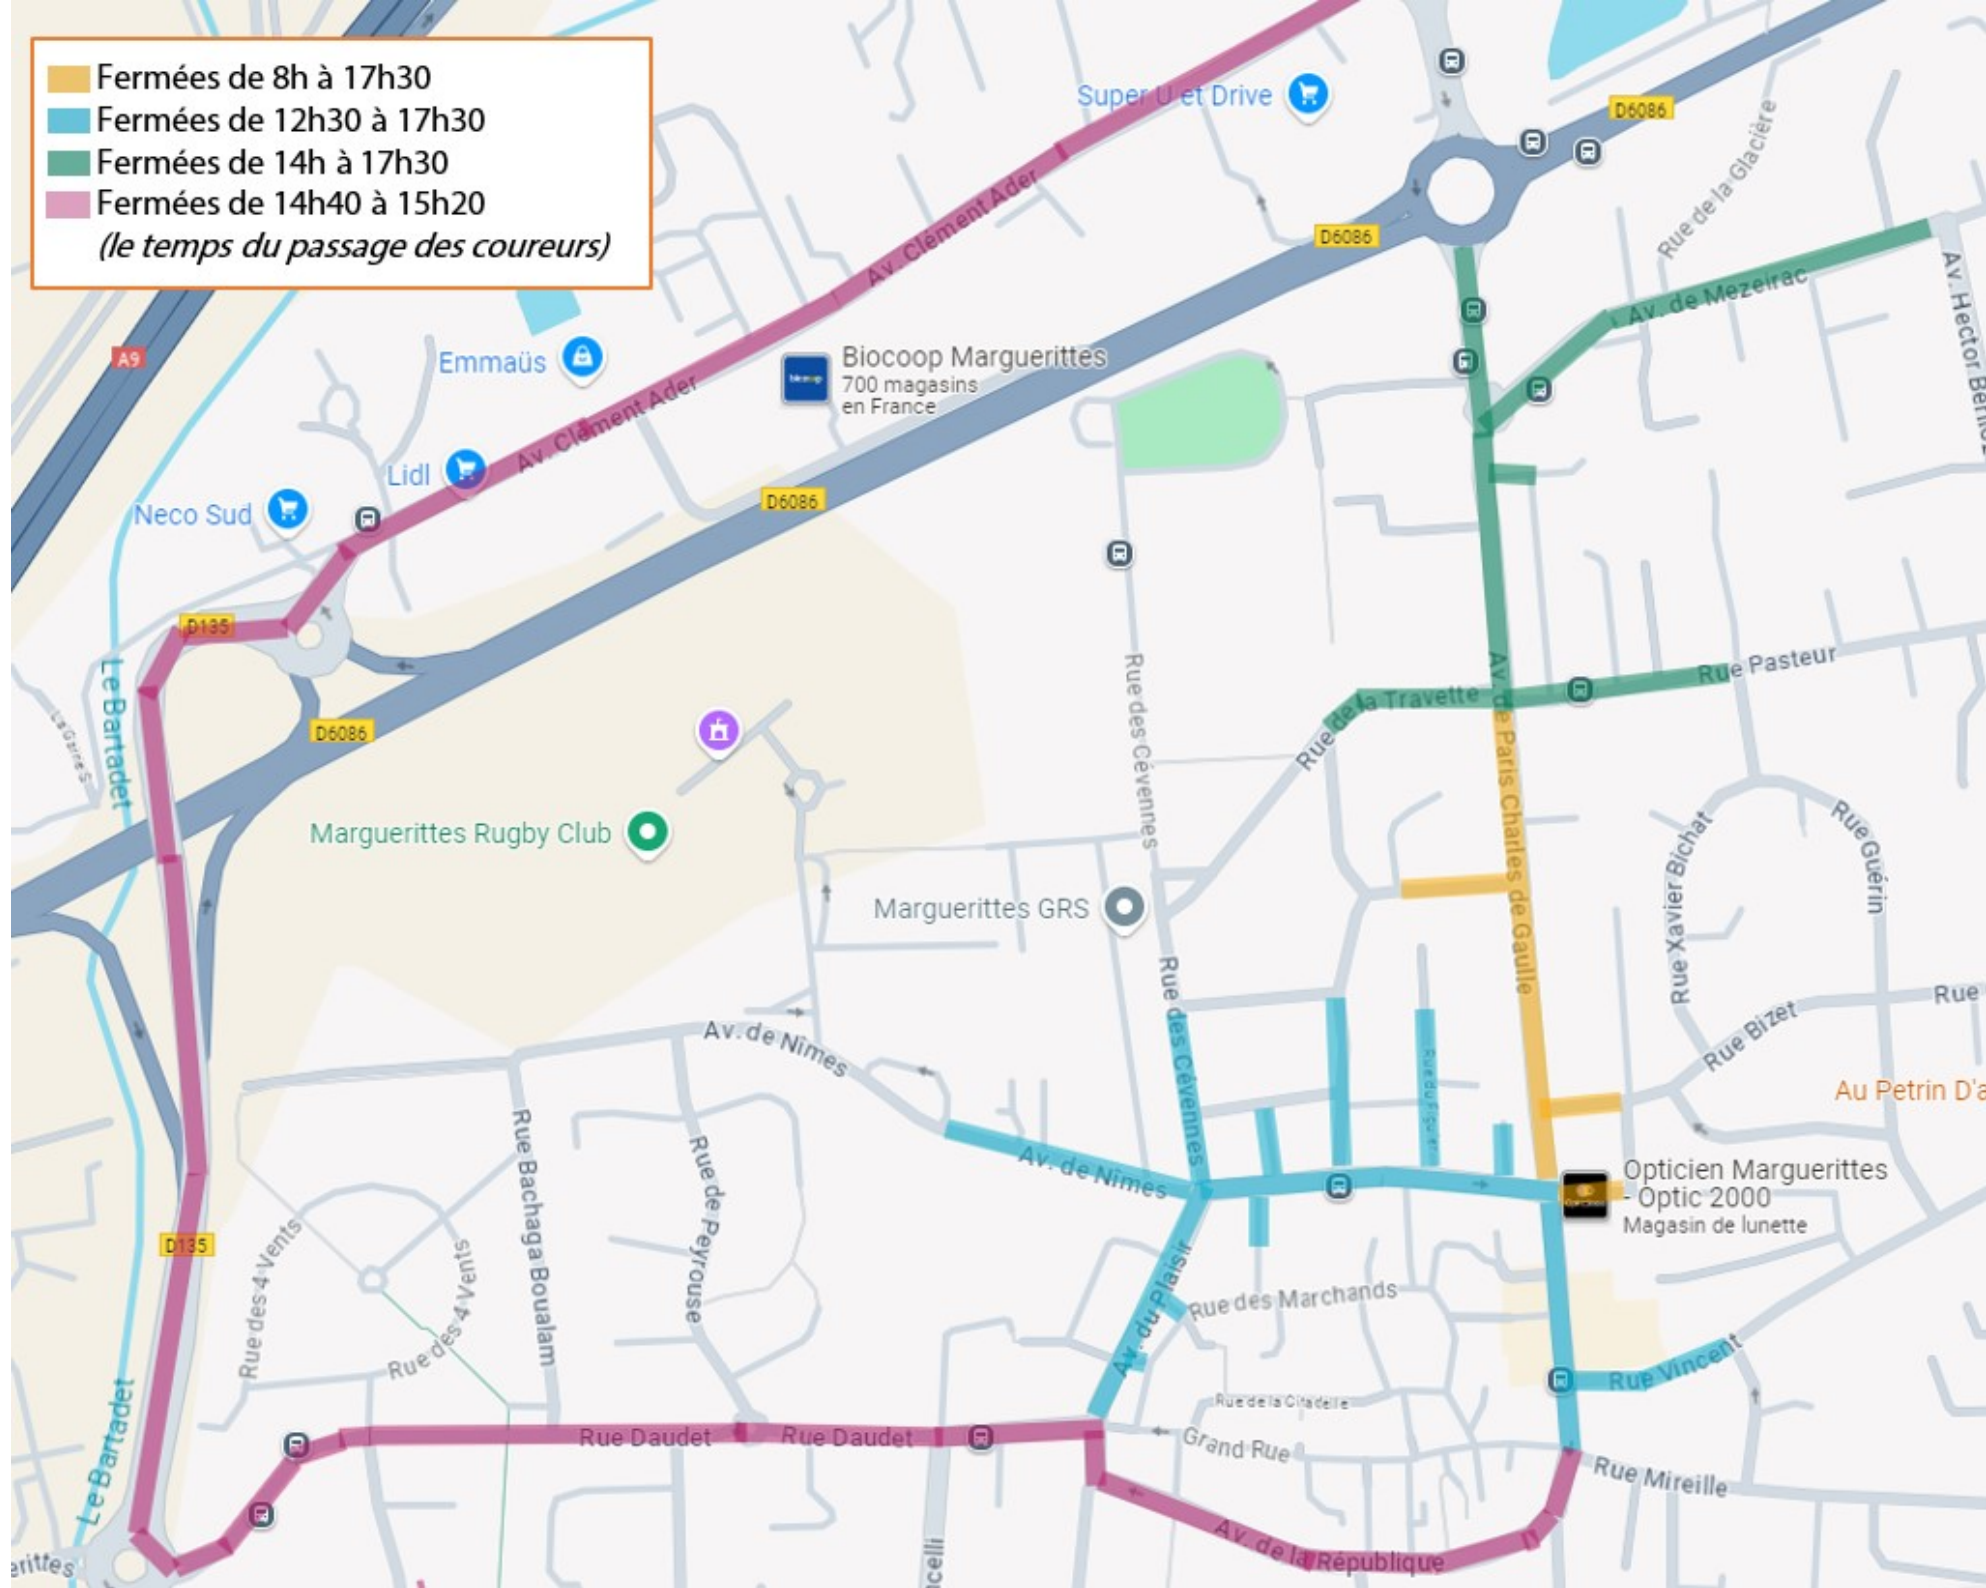 Fermées de 8h à 17h30
Fermées de 12h30 à 17h30
Fermées de 14h à 17h30
Fermées de 14h40 à 15h20
(le temps du passage des coureurs)
Super U et Drive
D6086
Rue de la Glacière
Av. Clément Ader
D6086
Av. de Mezeirac
A9
Emmaüs
Biocoop Marguerittes
700 magasins
en France
Av. Clément Ader
Lidl
D6086
Neco Sud
D135
Le Bartadet
D6086
Rue des Cévennes
Rue de la Travette
Rue Pasteur
Av. de Paris Charles de Gaulle
Marguerittes Rugby Club
Marguerittes GRS
Rue Xavier Bichat
Rue Guérin
Rue des Cévennes
Rue Bizet
Rue
Av. de Nîmes
Rue du Figuier
Au Petrin D'a
Rue Bachaga Boualam
Rue de Peyrouse
Av. de Nîmes
Opticien Marguerittes
- Optic 2000
Magasin de lunette
D135
Rue des 4 Vents
Rue des 4 Vents
Av. du Plaisir
Rue des Marchands
Rue Vincent
Rue de la Citadelle
Le Bartadet
Rue Daudet
Rue Daudet
Grand Rue
Rue Mireille
Av. de la République
erittes
ncelli